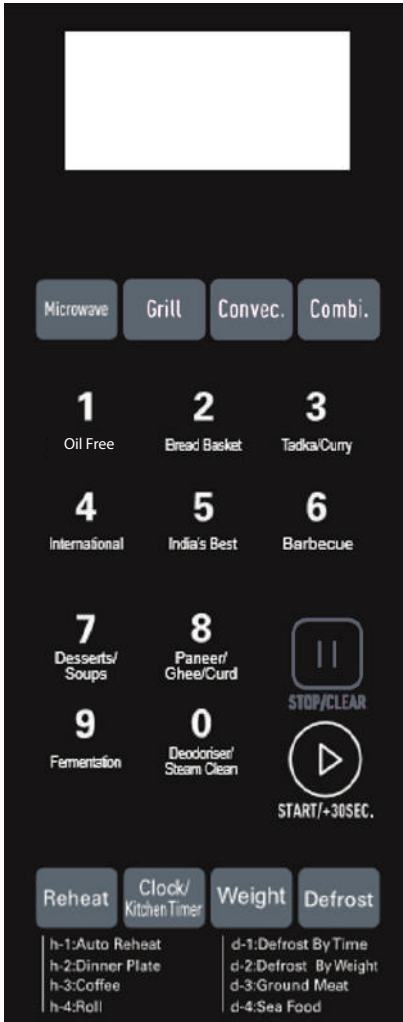 Microwave Grill Convec. Combi.
1 2 3
Oil Free Bread Basket Tadka/Curry
4 5 6
International India's Best Barbecue
7 8
Desserts/ Paneer/
Soups Ghee/Curd
STOP/CLEAR
9 0
Fermentation Deodoriser/
Steam Clean
START/+30SEC.
Reheat Clock/ Weight Defrost
Kitchen Timer
h-1:Auto Reheat d-1:Defrost By Time
h-2:Dinner Plate d-2:Defrost By Weight
h-3:Coffee d-3:Ground Meat
h-4:Roll d-4:Sea Food